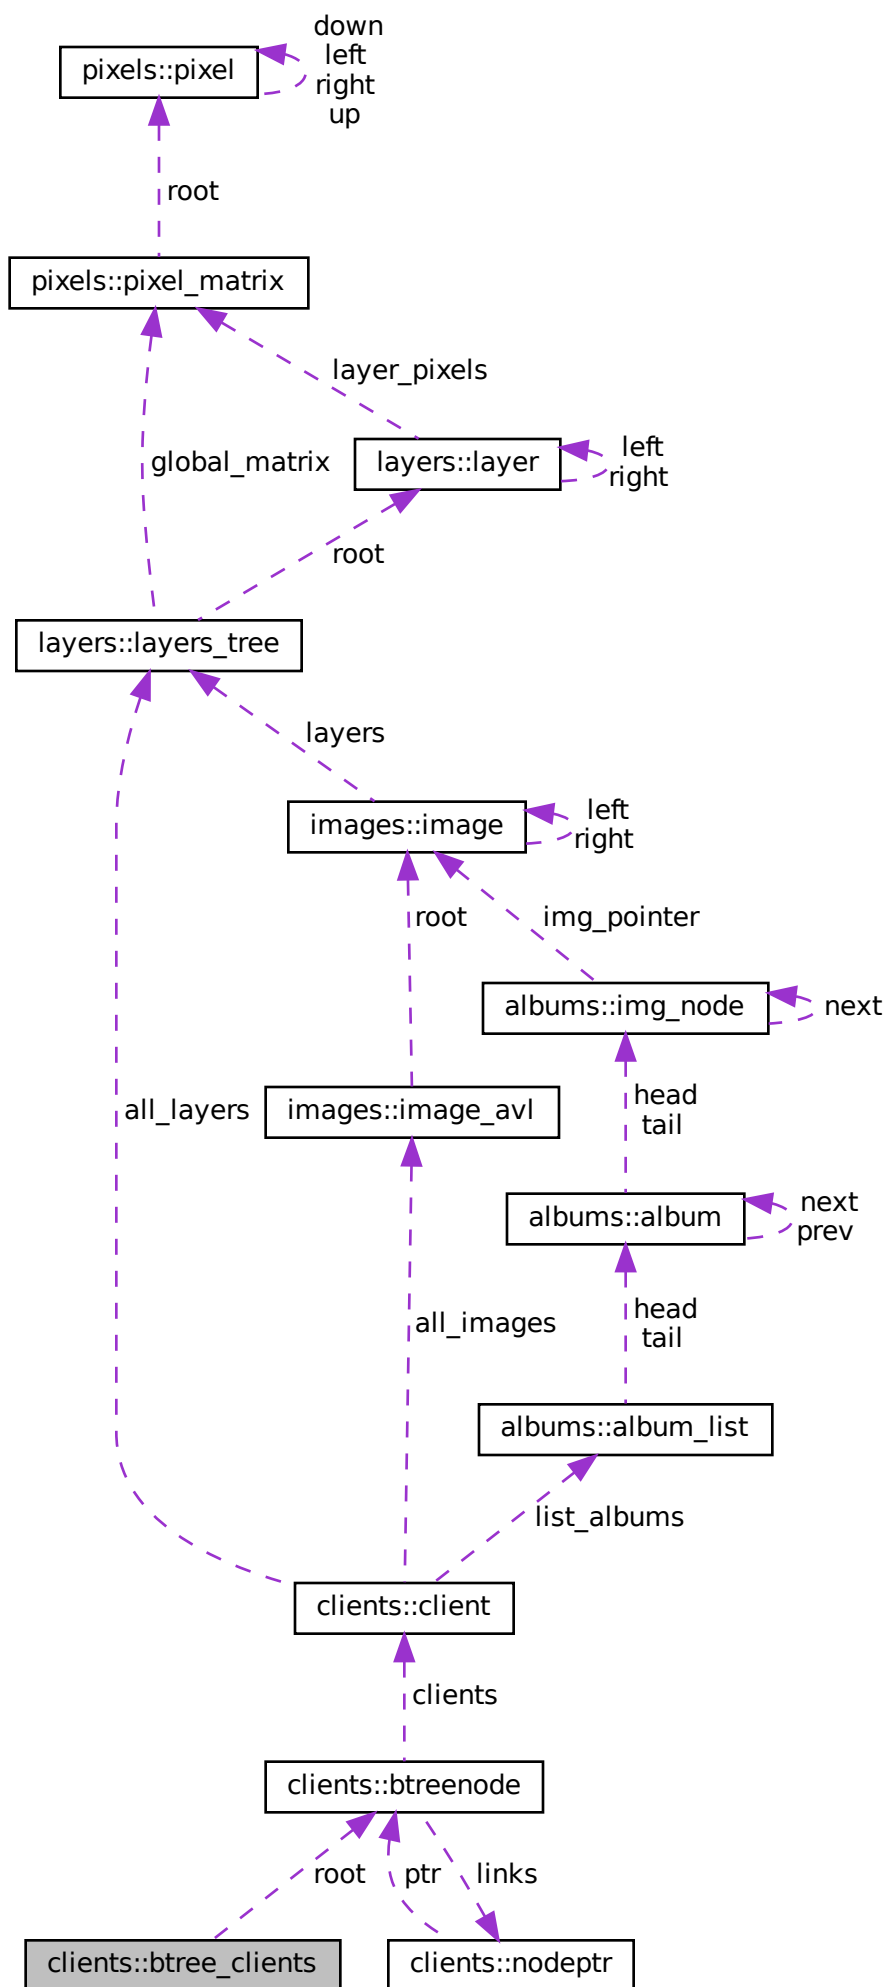 down
left
right
up
pixels::pixel
root
pixels::pixel_matrix
layer_pixels
global_matrix
layers::layer
left
right
root
layers::layers_tree
layers
images::image
left
right
root
img_pointer
albums::img_node
next
all_layers
images::image_avl
head
tail
albums::album
next
prev
all_images
head
tail
albums::album_list
list_albums
clients::client
clients
clients::btreenode
root
ptr
links
clients::btree_clients
clients::nodeptr